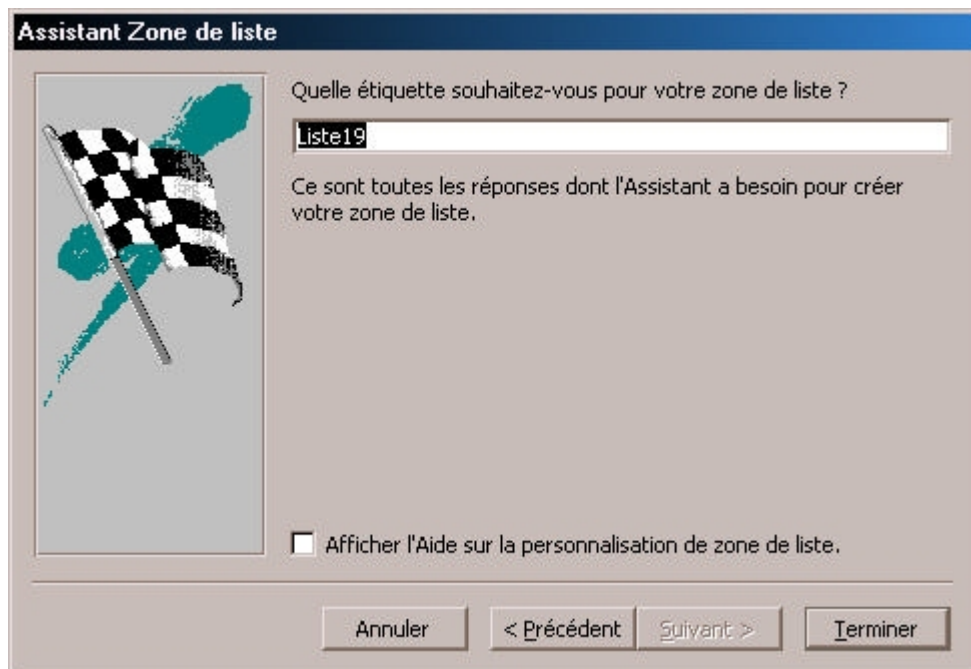 Assistant Zone de liste
Quelle étiquette souhaitez-vous pour votre zone de liste ?
Liste19
Ce sont toutes les réponses dont l'Assistant a besoin pour créer
votre zone de liste.
Afficher l'Aide sur la personnalisation de zone de liste.
Annuler
< Précédent
Suivant >
Terminer